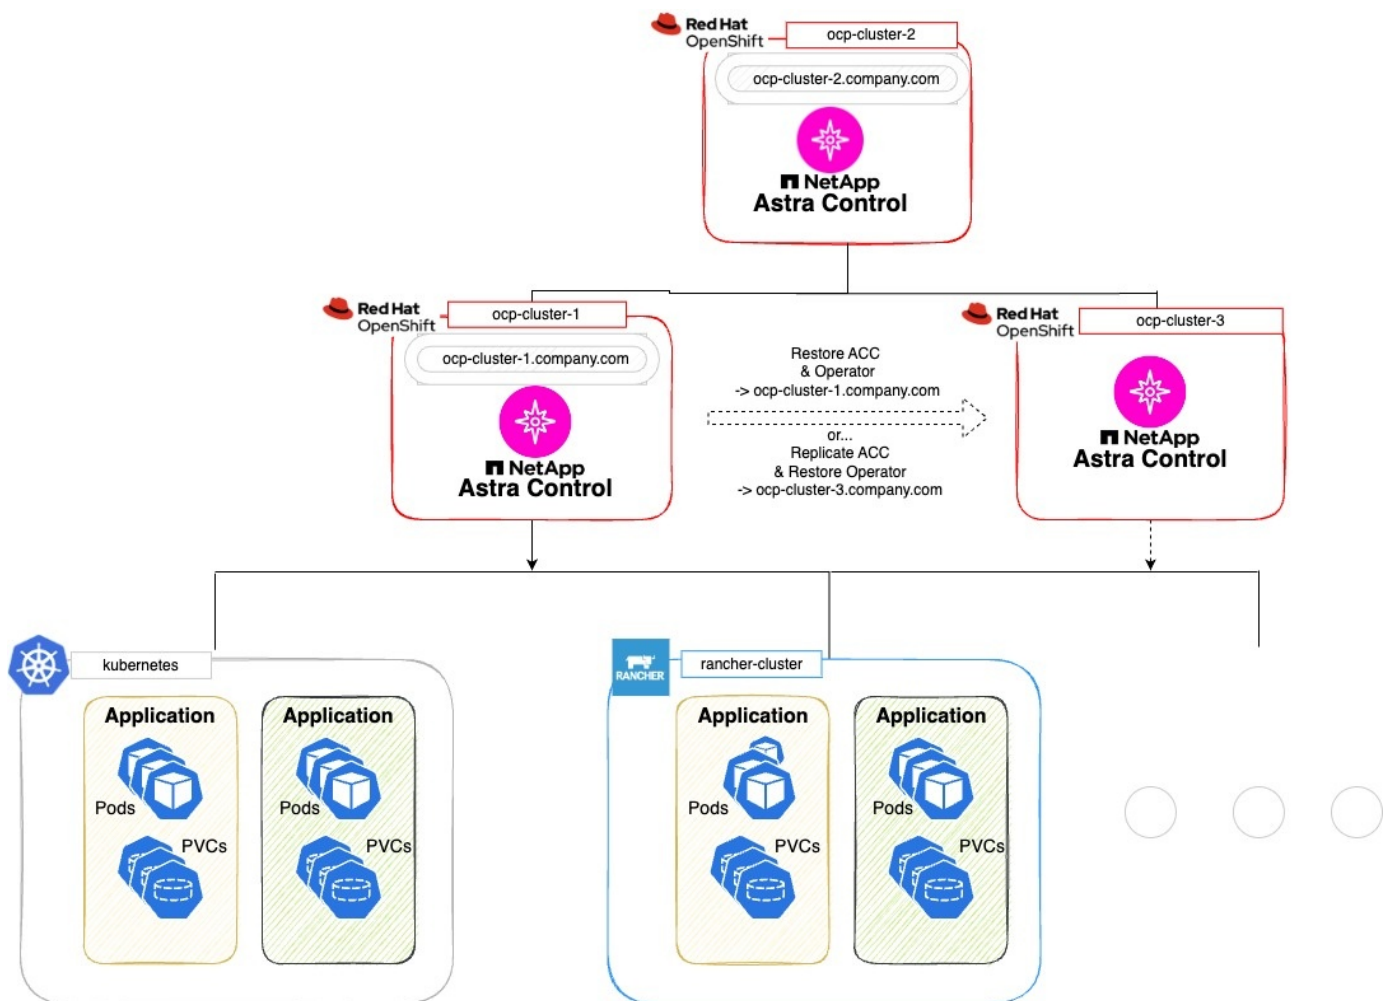 Red Hat
OpenShift
ocp-cluster-2
ocp-cluster-2.company.com
NetApp
Astra Control
Red Hat
OpenShift
ocp-cluster-1
ocp-cluster-1.company.com
NetApp
Astra Control
Restore ACC
& Operator
-> ocp-cluster-1.company.com
or...
Replicate ACC
& Restore Operator
-> ocp-cluster-3.company.com
Red Hat
OpenShift
ocp-cluster-3
NetApp
Astra Control
kubernetes
Application
Pods
PVCs
Application
Pods
PVCs
RANCHER
rancher-cluster
Application
Pods
PVCs
Application
Pods
PVCs